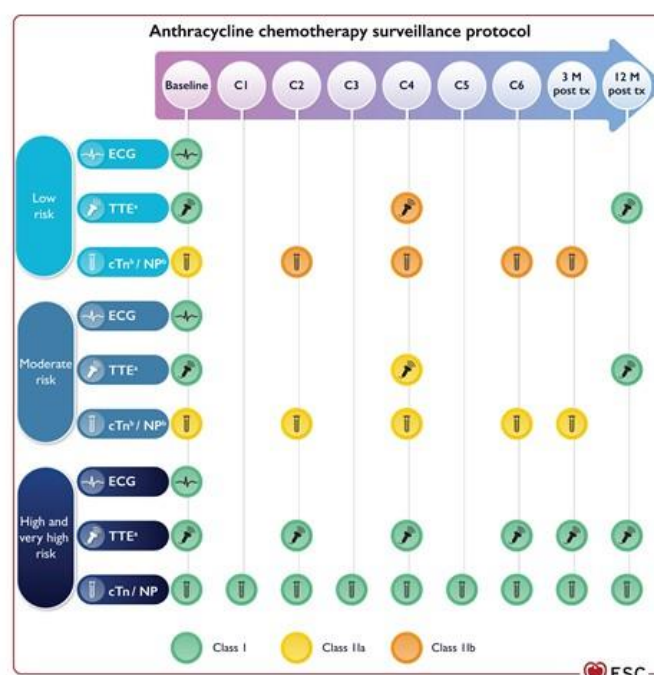 Anthracycline chemotherapy surveillance protocol
Baseline C1 C2 C3 C4 C5 C6 3 M post tx 12 M post tx
Low risk
ECG
TTEᵃ
cTnᵇ / NPᵇ
Moderate risk
ECG
TTEᵃ
cTnᵇ / NPᵇ
High and very high risk
ECG
TTEᵃ
cTn / NP
Class I Class IIa Class IIb
ESC